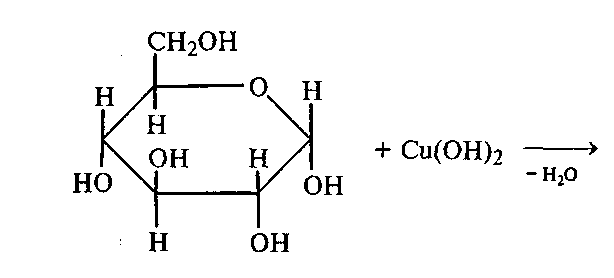 CH₂OH
H O H
H
OH H + Cu(OH)₂
HO OH – H₂O
H OH